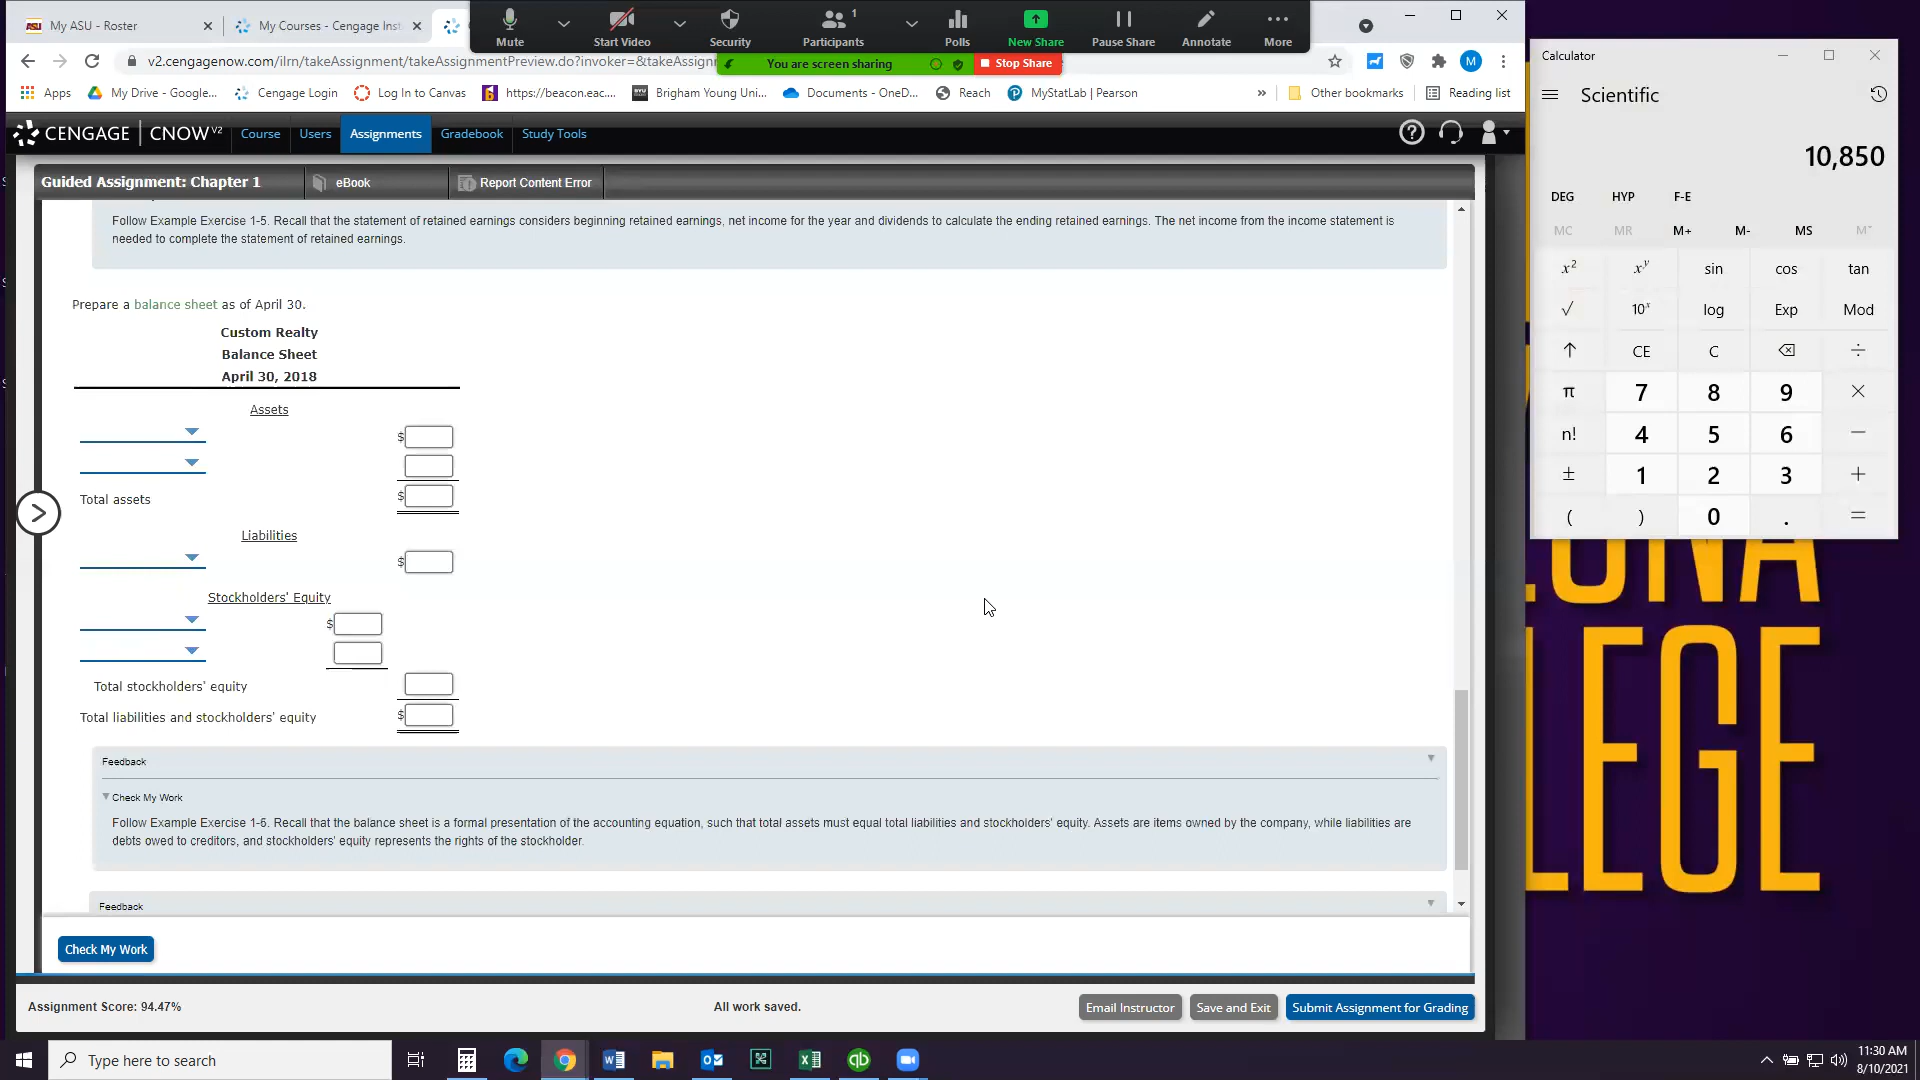 My ASU - Roster
My Courses - Cengage Inst
Mute
Start Video
Security
Participants
1
Polls
New Share
Pause Share
Annotate
More
v2.cengagenow.com/ilrn/takeAssignment/takeAssignmentPreview.do?invoker=&takeAssign
You are screen sharing
Stop Share
M
Apps
My Drive - Google...
Cengage Login
Log In to Canvas
https://beacon.eac....
Brigham Young Uni...
Documents - OneD...
Reach
MyStatLab | Pearson
»
Other bookmarks
Reading list
CENGAGE | CNOWV2
Course
Users
Assignments
Gradebook
Study Tools
Guided Assignment: Chapter 1
eBook
Report Content Error
Follow Example Exercise 1-5. Recall that the statement of retained earnings considers beginning retained earnings, net income for the year and dividends to calculate the ending retained earnings. The net income from the income statement is
needed to complete the statement of retained earnings.
Prepare a balance sheet as of April 30.
Custom Realty
Balance Sheet
April 30, 2018
Assets
$
Total assets
$
Liabilities
$
Stockholders' Equity
$
Total stockholders' equity
Total liabilities and stockholders' equity
$
Feedback
Check My Work
Follow Example Exercise 1-6. Recall that the balance sheet is a formal presentation of the accounting equation, such that total assets must equal total liabilities and stockholders' equity. Assets are items owned by the company, while liabilities are
debts owed to creditors, and stockholders' equity represents the rights of the stockholder.
Feedback
Check My Work
Assignment Score: 94.47%
All work saved.
Email Instructor
Save and Exit
Submit Assignment for Grading
Calculator
Scientific
10,850
DEG
HYP
F-E
MC
MR
M+
M-
MS
M˅
x²
xʸ
sin
cos
tan
√
10ˣ
log
Exp
Mod
↑
CE
C
÷
π
7
8
9
×
n!
4
5
6
−
±
1
2
3
+
(
)
0
.
=
LEGE
Type here to search
11:30 AM
8/10/2021